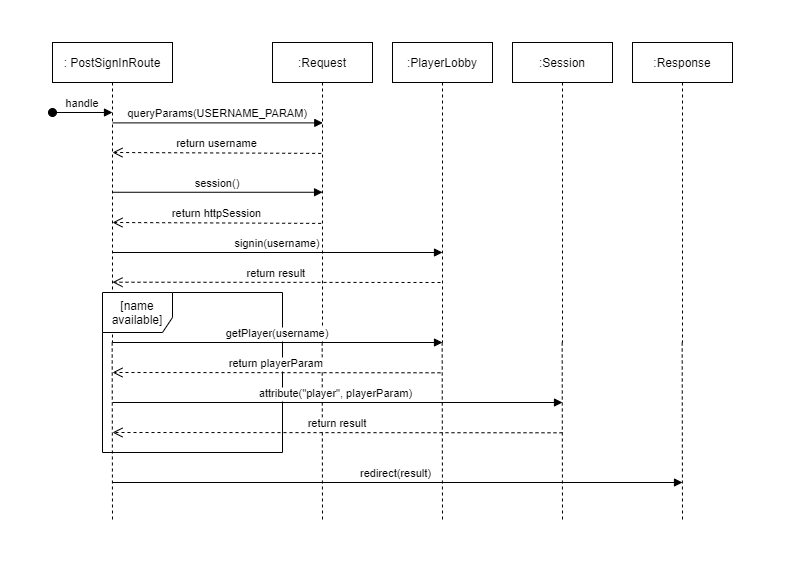 : PostSignInRoute
:Request
:PlayerLobby
:Session
:Response
handle
queryParams(USERNAME_PARAM)
return username
session()
return httpSession
signin(username)
return result
[name
available]
getPlayer(username)
return playerParam
attribute("player", playerParam)
return result
redirect(result)